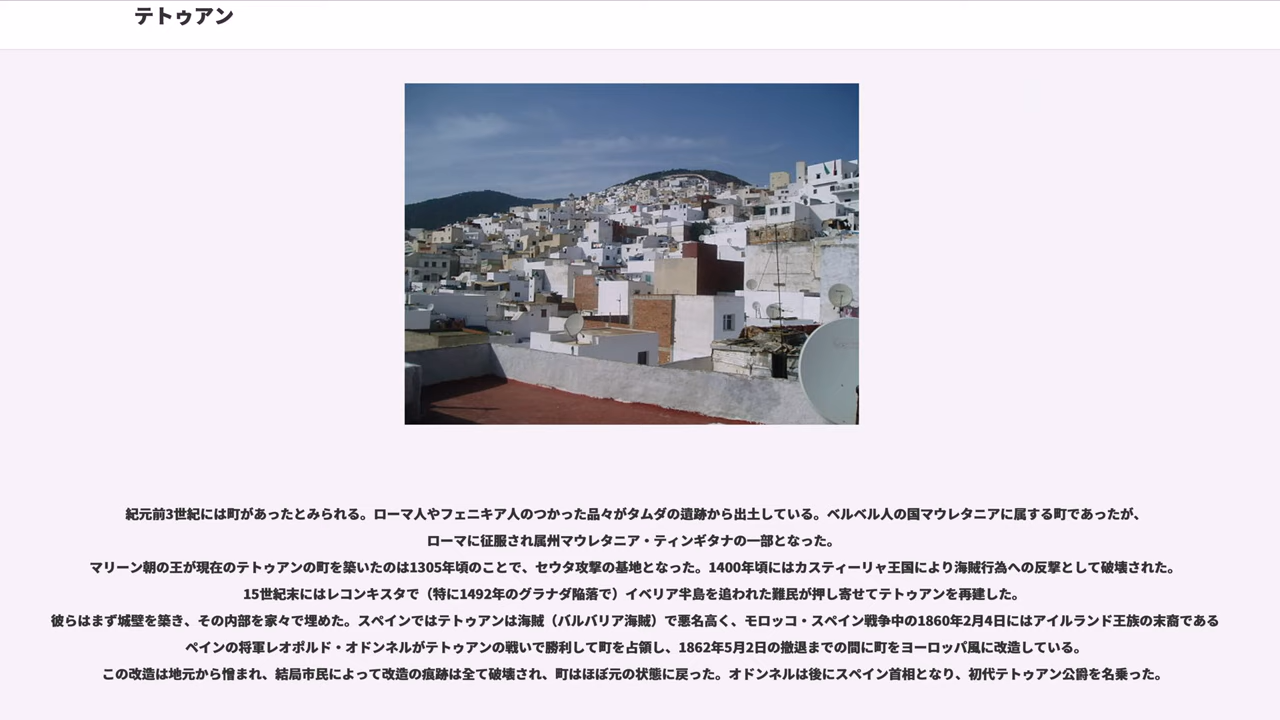 テトゥアン
紀元前3世紀には町があったとみられる。ローマ人やフェニキア人のつかった品々がタムダの遺跡から出土している。ベルベル人の国マウレタニアに属する町であったが、
ローマに征服され属州マウレタニア・ティンギタナの一部となった。
マリーン朝の王が現在のテトゥアンの町を築いたのは1305年頃のことで、セウタ攻撃の基地となった。1400年頃にはカスティーリャ王国により海賊行為への反撃として破壊された。
15世紀末にはレコンキスタで（特に1492年のグラナダ陥落で）イベリア半島を追われた難民が押し寄せてテトゥアンを再建した。
彼らはまず城壁を築き、その内部を家々で埋めた。スペインではテトゥアンは海賊（バルバリア海賊）で悪名高く、モロッコ・スペイン戦争中の1860年2月4日にはアイルランド王族の末裔である
ペインの将軍レオポルド・オドンネルがテトゥアンの戦いで勝利して町を占領し、1862年5月2日の撤退までの間に町をヨーロッパ風に改造している。
この改造は地元から憎まれ、結局市民によって改造の痕跡は全て破壊され、町はほぼ元の状態に戻った。オドンネルは後にスペイン首相となり、初代テトゥアン公爵を名乗った。